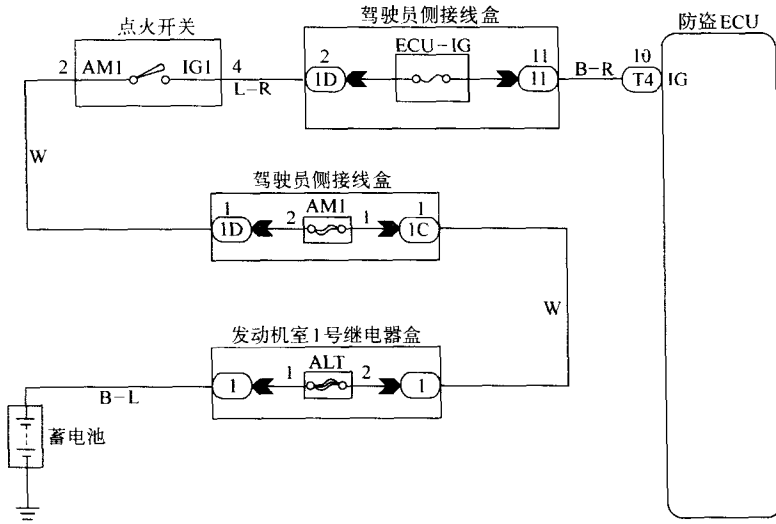 点火开关
驾驶员侧接线盒
防盗ECU
2 AM1 IG1 4
L-R
2
1D
ECU-IG
11
1I
B-R
10
T4
IG
W
驾驶员侧接线盒
1
1D
2 AM1 1
1
1C
W
发动机室1号继电器盒
1
1 ALT 2
1
B-L
蓄电池